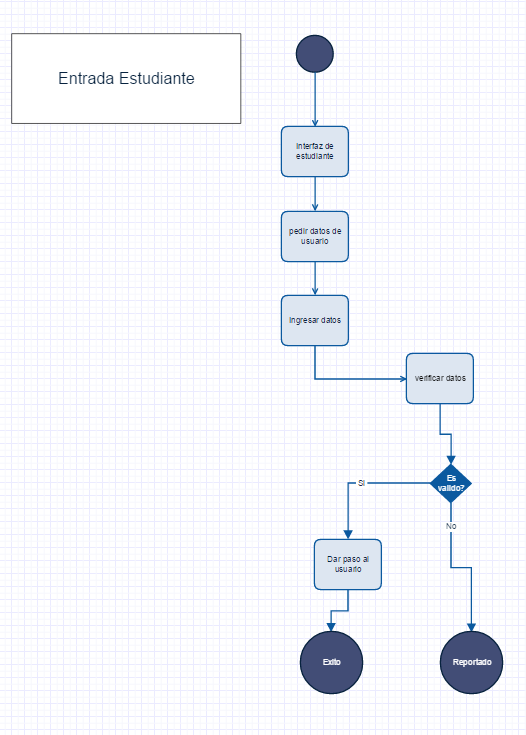 Entrada Estudiante
Interfaz de
estudiante
pedir datos de
usuario
Ingresar datos
verificar datos
Es
valido?
Si
No
Dar paso al
usuario
Exito
Reportado